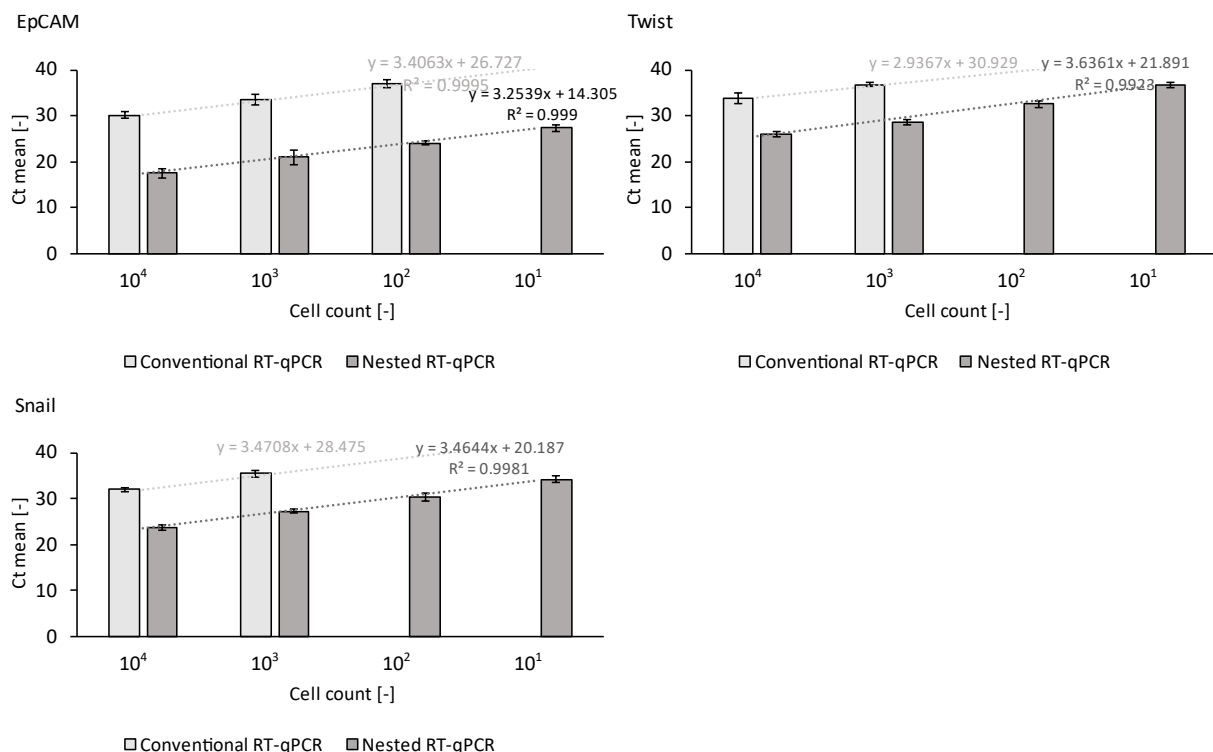 EpCAM
y = 3.4063x + 26.727
R² = 0.9995
y = 3.2539x + 14.305
R² = 0.999
40
30
20
10
0
Ct mean [-]
10⁴ 10³ 10² 10¹
Cell count [-]
Conventional RT-qPCR Nested RT-qPCR
Twist
y = 2.9367x + 30.929
y = 3.6361x + 21.891
R² = 0.9923
40
30
20
10
0
Ct mean [-]
10⁴ 10³ 10² 10¹
Cell count [-]
Conventional RT-qPCR Nested RT-qPCR
Snail
y = 3.4708x + 28.475
y = 3.4644x + 20.187
R² = 0.9981
40
30
20
10
0
Ct mean [-]
10⁴ 10³ 10² 10¹
Cell count [-]
Conventional RT-qPCR Nested RT-qPCR